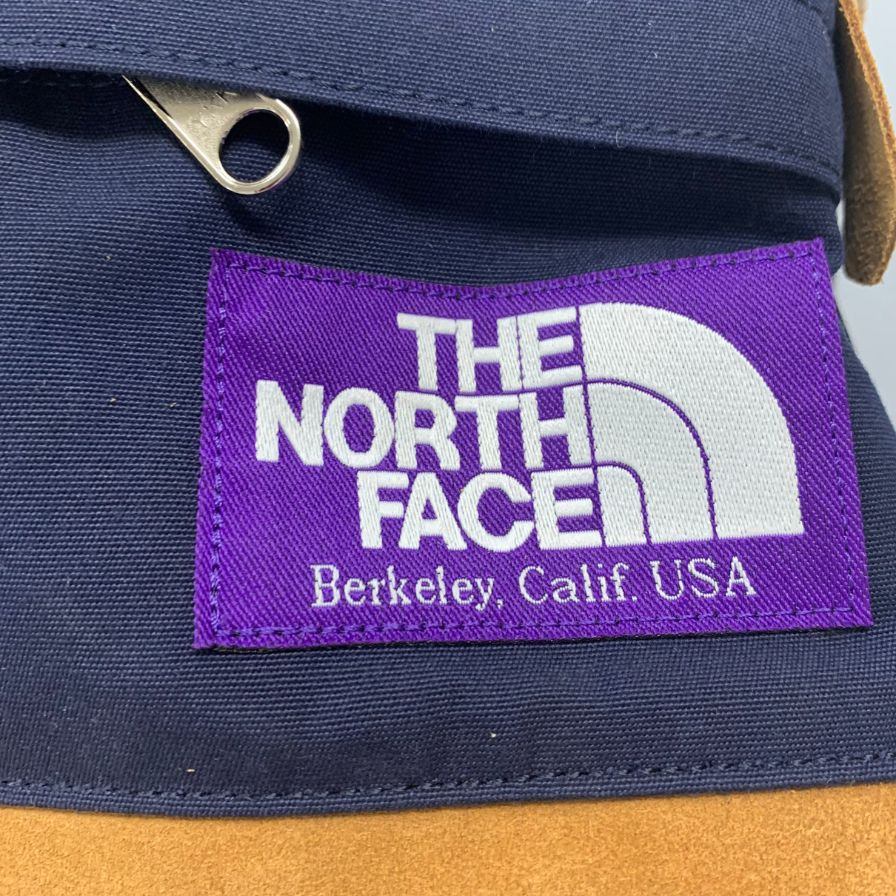 THE
NORTH
FACE
Berkeley, Calif. USA